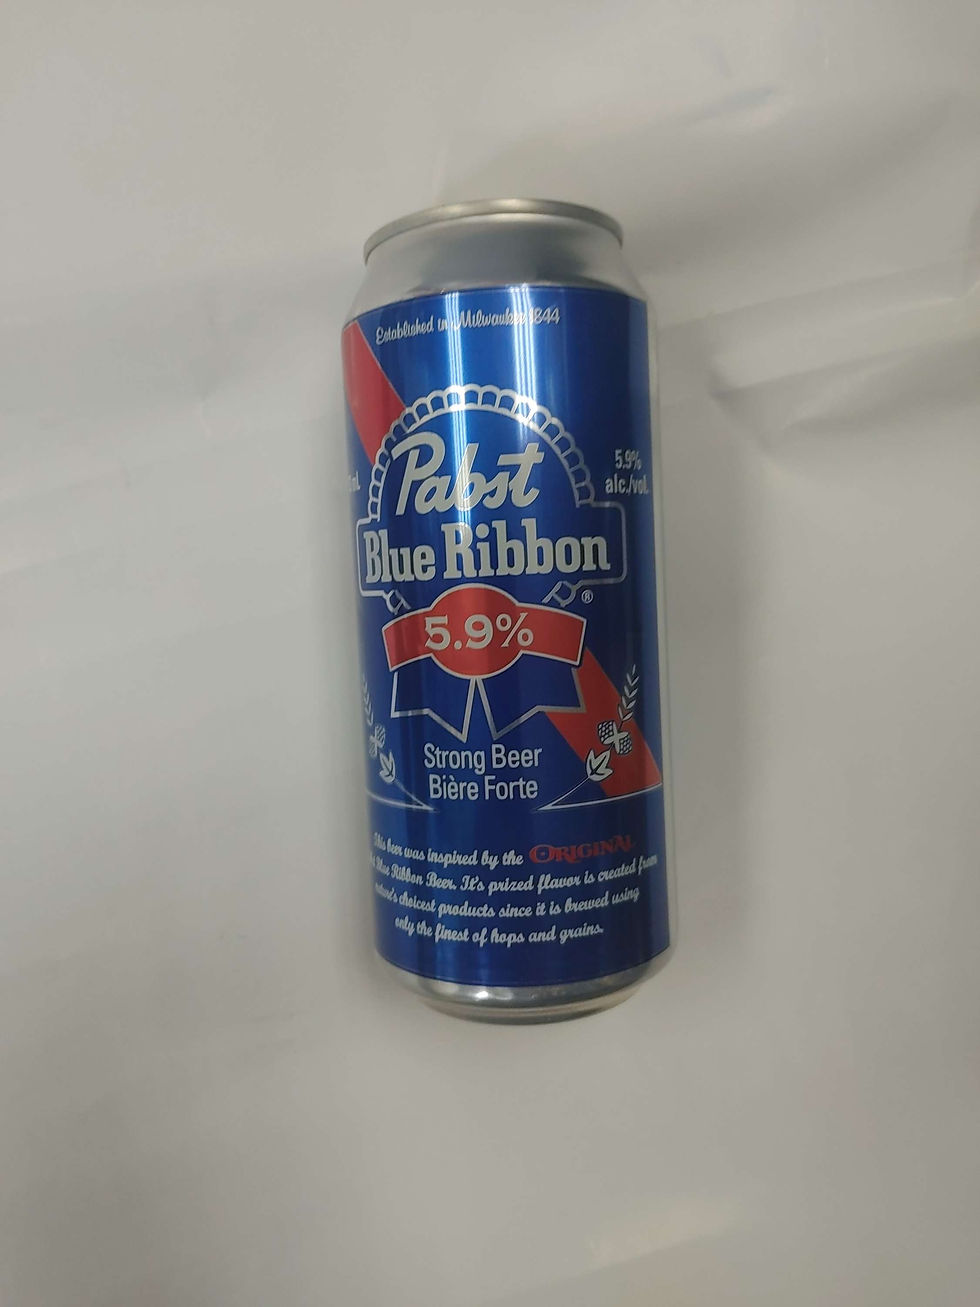 Established in Milwaukee 1844
Pabst
Blue Ribbon
®
5.9%
alc./vol.
5.9%
Strong Beer
Bière Forte
This beer was inspired by the ORIGINAL
Blue Ribbon Beer. It's prized flavor is created from
nature's choicest products since it is brewed using
only the finest of hops and grains.